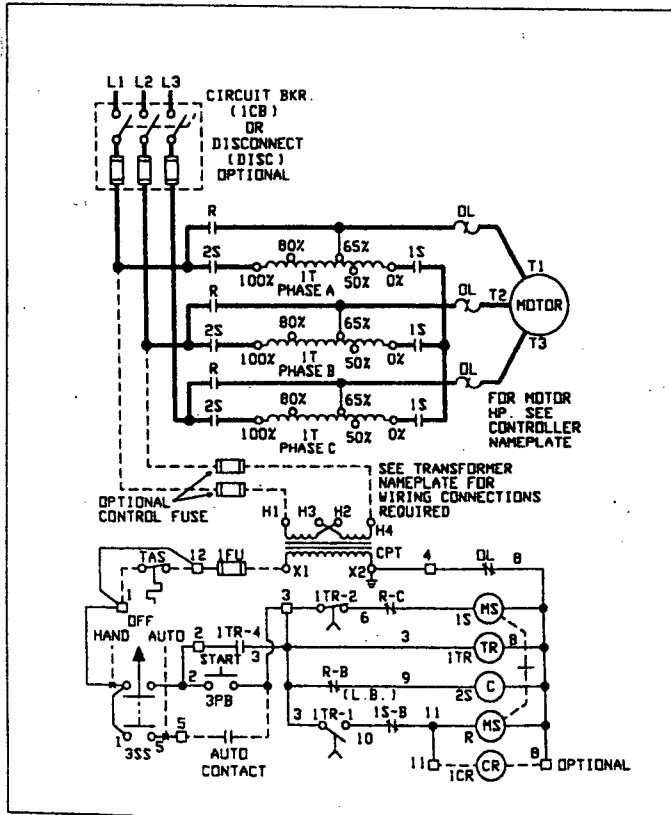 L1 L2 L3
CIRCUIT BKR.
(1CB)
OR
DISCONNECT
(DISC)
OPTIONAL
R
OL
2S
80%
65%
1S
T1
100%
1T
50%
0%
PHASE A
R
OL
T2
MOTOR
2S
80%
65%
1S
100%
1T
50%
0%
PHASE B
T3
R
OL
2S
80%
65%
1S
100%
1T
50%
0%
PHASE C
FOR MOTOR
HP. SEE
CONTROLLER
NAMEPLATE
OPTIONAL
CONTROL FUSE
SEE TRANSFORMER
NAMEPLATE FOR
WIRING CONNECTIONS
REQUIRED
H1 H3 H2 H4
CPT
TAS 12 1FU X1 X2 4 OL 8
1
OFF
HAND AUTO
3 1TR-2 R-C MS
6 1S
2 1TR-4 3 TR B
START 3 1TR
2 3PB R-B 9 C
(L.B.) 2S
3 1TR-1 1S-B 11 MS
10 R
1 3SS 5 5
AUTO
CONTACT
11 1CR CR 8 OPTIONAL